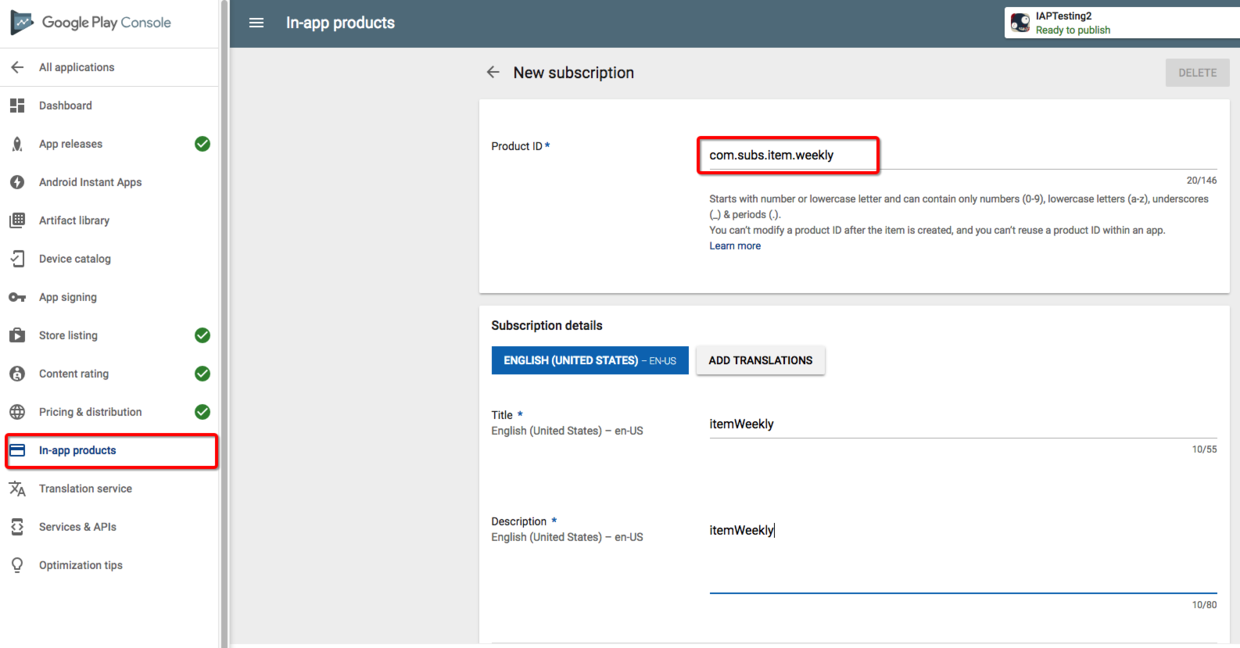 Google Play Console
In-app products
IAPTesting2
Ready to publish
All applications
Dashboard
App releases
Android Instant Apps
Artifact library
Device catalog
App signing
Store listing
Content rating
Pricing & distribution
In-app products
Translation service
Services & APIs
Optimization tips
New subscription
DELETE
Product ID *
com.subs.item.weekly
20/146
Starts with number or lowercase letter and can contain only numbers (0-9), lowercase letters (a-z), underscores
(_) & periods (.).
You can't modify a product ID after the item is created, and you can't reuse a product ID within an app.
Learn more
Subscription details
ENGLISH (UNITED STATES) – EN-US
ADD TRANSLATIONS
Title *
English (United States) – en-US
itemWeekly
10/55
Description *
English (United States) – en-US
itemWeekly
10/80